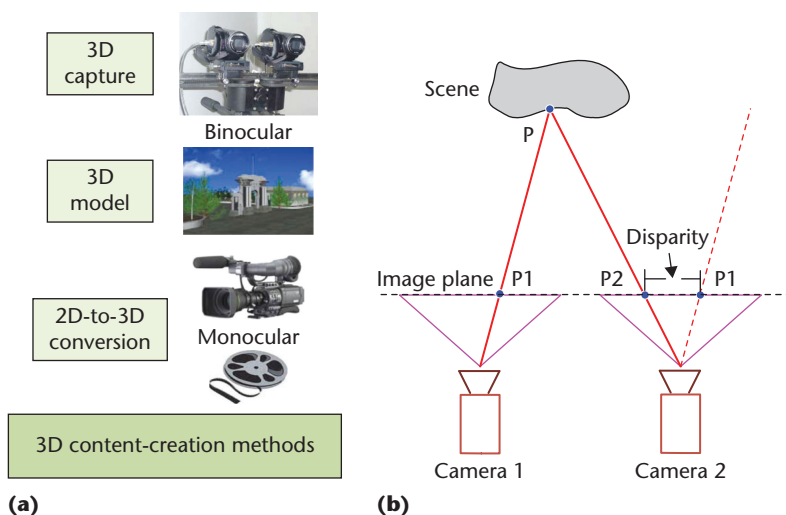 3D
capture
Binocular
3D
model
2D-to-3D
conversion
Monocular
3D content-creation methods
(a)
Scene
P
Disparity
Image plane
P1
P2
P1
Camera 1
Camera 2
(b)